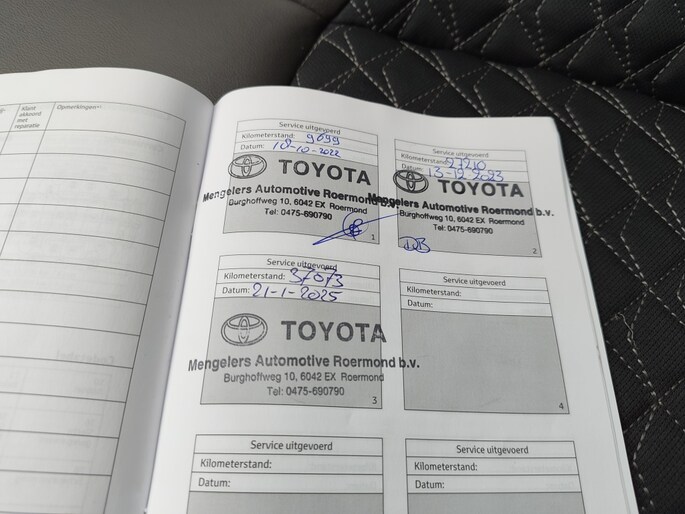 Klant
akkoord
met
reparatie
Opmerkingen
Service uitgevoerd
Kilometerstand: 9699
Datum: 18-10-2022
TOYOTA
Mengelers Automotive Roermond b.v.
Burghoffweg 10, 6042 EX Roermond
Tel: 0475-690790
1
Service uitgevoerd
Kilometerstand: 27210
Datum: 13-12-2023
TOYOTA
Mengelers Automotive Roermond b.v.
Burghoffweg 10, 6042 EX Roermond
Tel: 0475-690790
2
Service uitgevoerd
Kilometerstand: 37073
Datum: 21-1-2025
TOYOTA
Mengelers Automotive Roermond b.v.
Burghoffweg 10, 6042 EX Roermond
Tel: 0475-690790
3
Service uitgevoerd
Kilometerstand:
Datum:
4
Service uitgevoerd
Kilometerstand:
Datum:
Service uitgevoerd
Kilometerstand:
Datum: